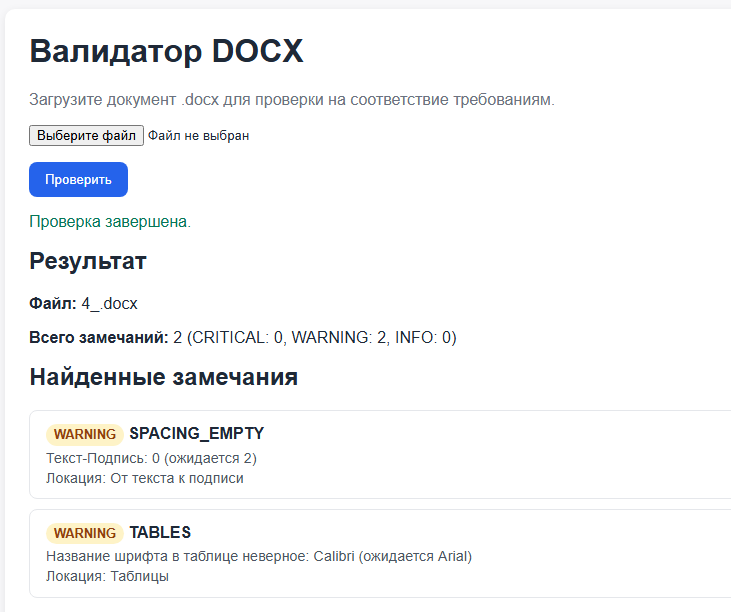 Валидатор DOCX
Загрузите документ .docx для проверки на соответствие требованиям.
Выберите файл Файл не выбран
Проверить
Проверка завершена.
Результат
Файл: 4_.docx
Всего замечаний: 2 (CRITICAL: 0, WARNING: 2, INFO: 0)
Найденные замечания
WARNING SPACING_EMPTY
Текст-Подпись: 0 (ожидается 2)
Локация: От текста к подписи
WARNING TABLES
Название шрифта в таблице неверное: Calibri (ожидается Arial)
Локация: Таблицы